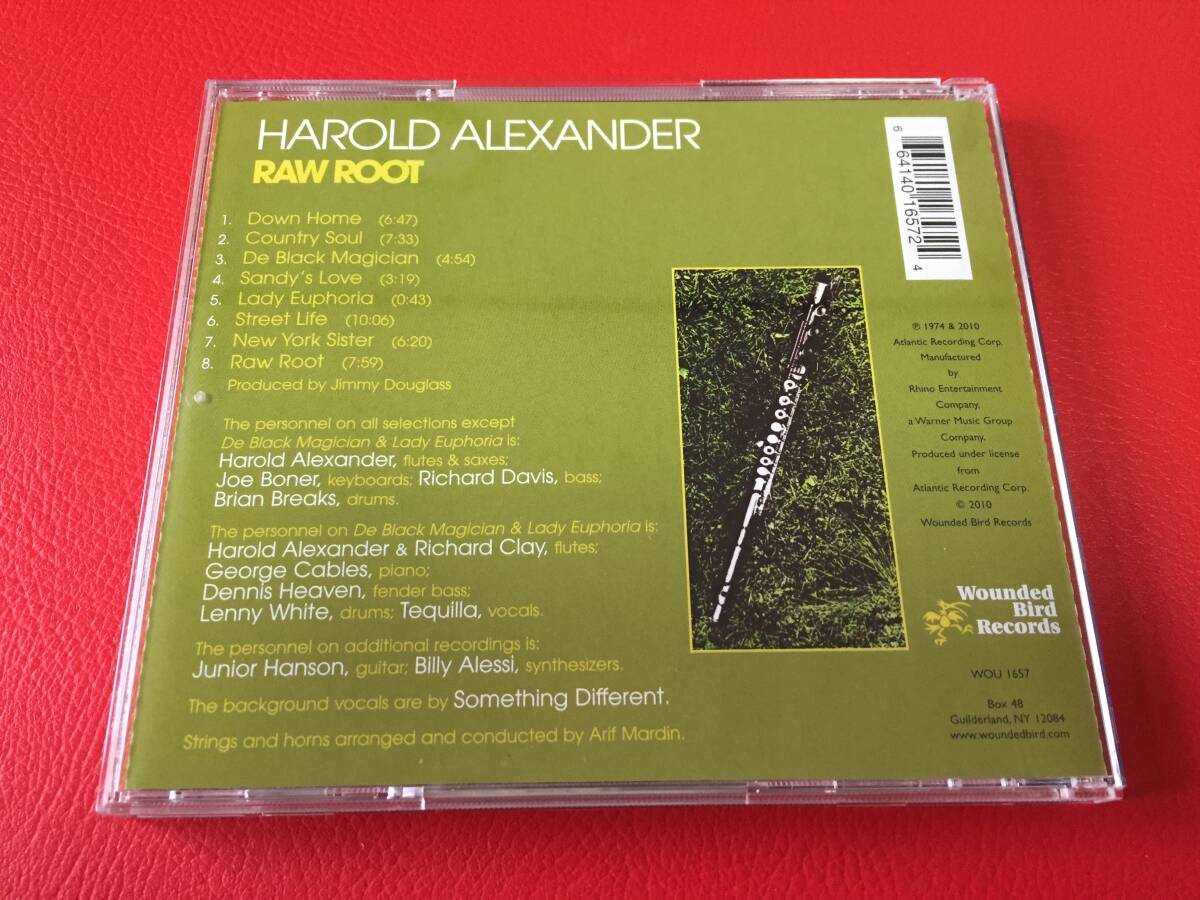 HAROLD ALEXANDER
RAW ROOT
1. Down Home (6:47)
2. Country Soul (7:33)
3. De Black Magician (4:54)
4. Sandy's Love (3:19)
5. Lady Euphoria (0:43)
6. Street Life (10:06)
7. New York Sister (6:20)
8. Raw Root (7:59)
Produced by Jimmy Douglass
The personnel on all selections except
De Black Magician & Lady Euphoria is:
Harold Alexander, flutes & saxes;
Joe Boner, keyboards; Richard Davis, bass;
Brian Breaks, drums.
The personnel on De Black Magician & Lady Euphoria is:
Harold Alexander & Richard Clay, flutes;
George Cables, piano;
Dennis Heaven, fender bass;
Lenny White, drums; Tequilla, vocals.
The personnel on additional recordings is:
Junior Hanson, guitar; Billy Alessi, synthesizers.
The background vocals are by Something Different.
Strings and horns arranged and conducted by Arif Mardin.
6 64140 16572 4
℗ 1974 & 2010
Atlantic Recording Corp.
Manufactured
by
Rhino Entertainment
Company,
a Warner Music Group
Company.
Produced under license
from
Atlantic Recording Corp.
© 2010
Wounded Bird Records
Wounded
Bird
Records
WOU 1657
Box 48
Guilderland, NY 12084
www.woundedbird.com